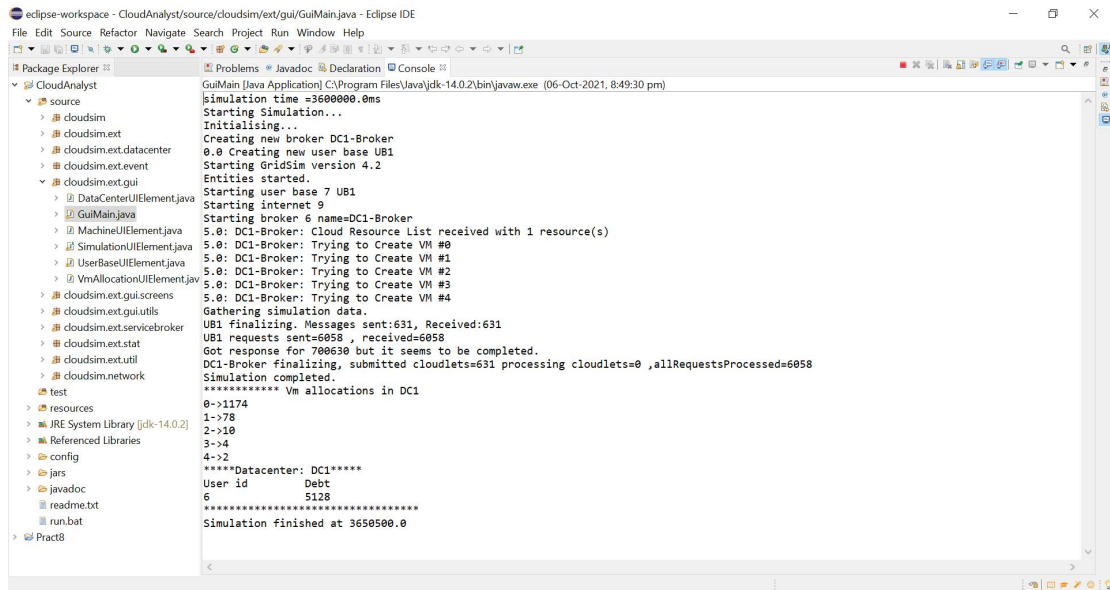 eclipse-workspace - CloudAnalyst/source/cloudsim/ext/gui/GuiMain.java - Eclipse IDE
File Edit Source Refactor Navigate Search Project Run Window Help
Package Explorer
Problems Javadoc Declaration Console
CloudAnalyst
source
cloudsim
cloudsim.ext
cloudsim.ext.datacenter
cloudsim.ext.event
cloudsim.ext.gui
DataCenterUIElement.java
GuiMain.java
MachineUIElement.java
SimulationUIElement.java
UserBaseUIElement.java
VmAllocationUIElement.jav
cloudsim.ext.gui.screens
cloudsim.ext.gui.utils
cloudsim.ext.servicebroker
cloudsim.ext.stat
cloudsim.ext.util
cloudsim.network
test
resources
JRE System Library [jdk-14.0.2]
Referenced Libraries
config
jars
javadoc
readme.txt
run.bat
Pract8
GuiMain [Java Application] C:\Program Files\Java\jdk-14.0.2\bin\javaw.exe (06-Oct-2021, 8:49:30 pm)
simulation time =3600000.0ms
Starting Simulation...
Initialising...
Creating new broker DC1-Broker
0.0 Creating new user base UB1
Starting GridSim version 4.2
Entities started.
Starting user base 7 UB1
Starting internet 9
Starting broker 6 name=DC1-Broker
5.0: DC1-Broker: Cloud Resource List received with 1 resource(s)
5.0: DC1-Broker: Trying to Create VM #0
5.0: DC1-Broker: Trying to Create VM #1
5.0: DC1-Broker: Trying to Create VM #2
5.0: DC1-Broker: Trying to Create VM #3
5.0: DC1-Broker: Trying to Create VM #4
Gathering simulation data.
UB1 finalizing. Messages sent:631, Received:631
UB1 requests sent=6058 , received=6058
Got response for 700630 but it seems to be completed.
DC1-Broker finalizing, submitted cloudlets=631 processing cloudlets=0 ,allRequestsProcessed=6058
Simulation completed.
************ Vm allocations in DC1
0->1174
1->78
2->10
3->4
4->2
*****Datacenter: DC1*****
User id Debt
6 5128
**********************************
Simulation finished at 3650500.0